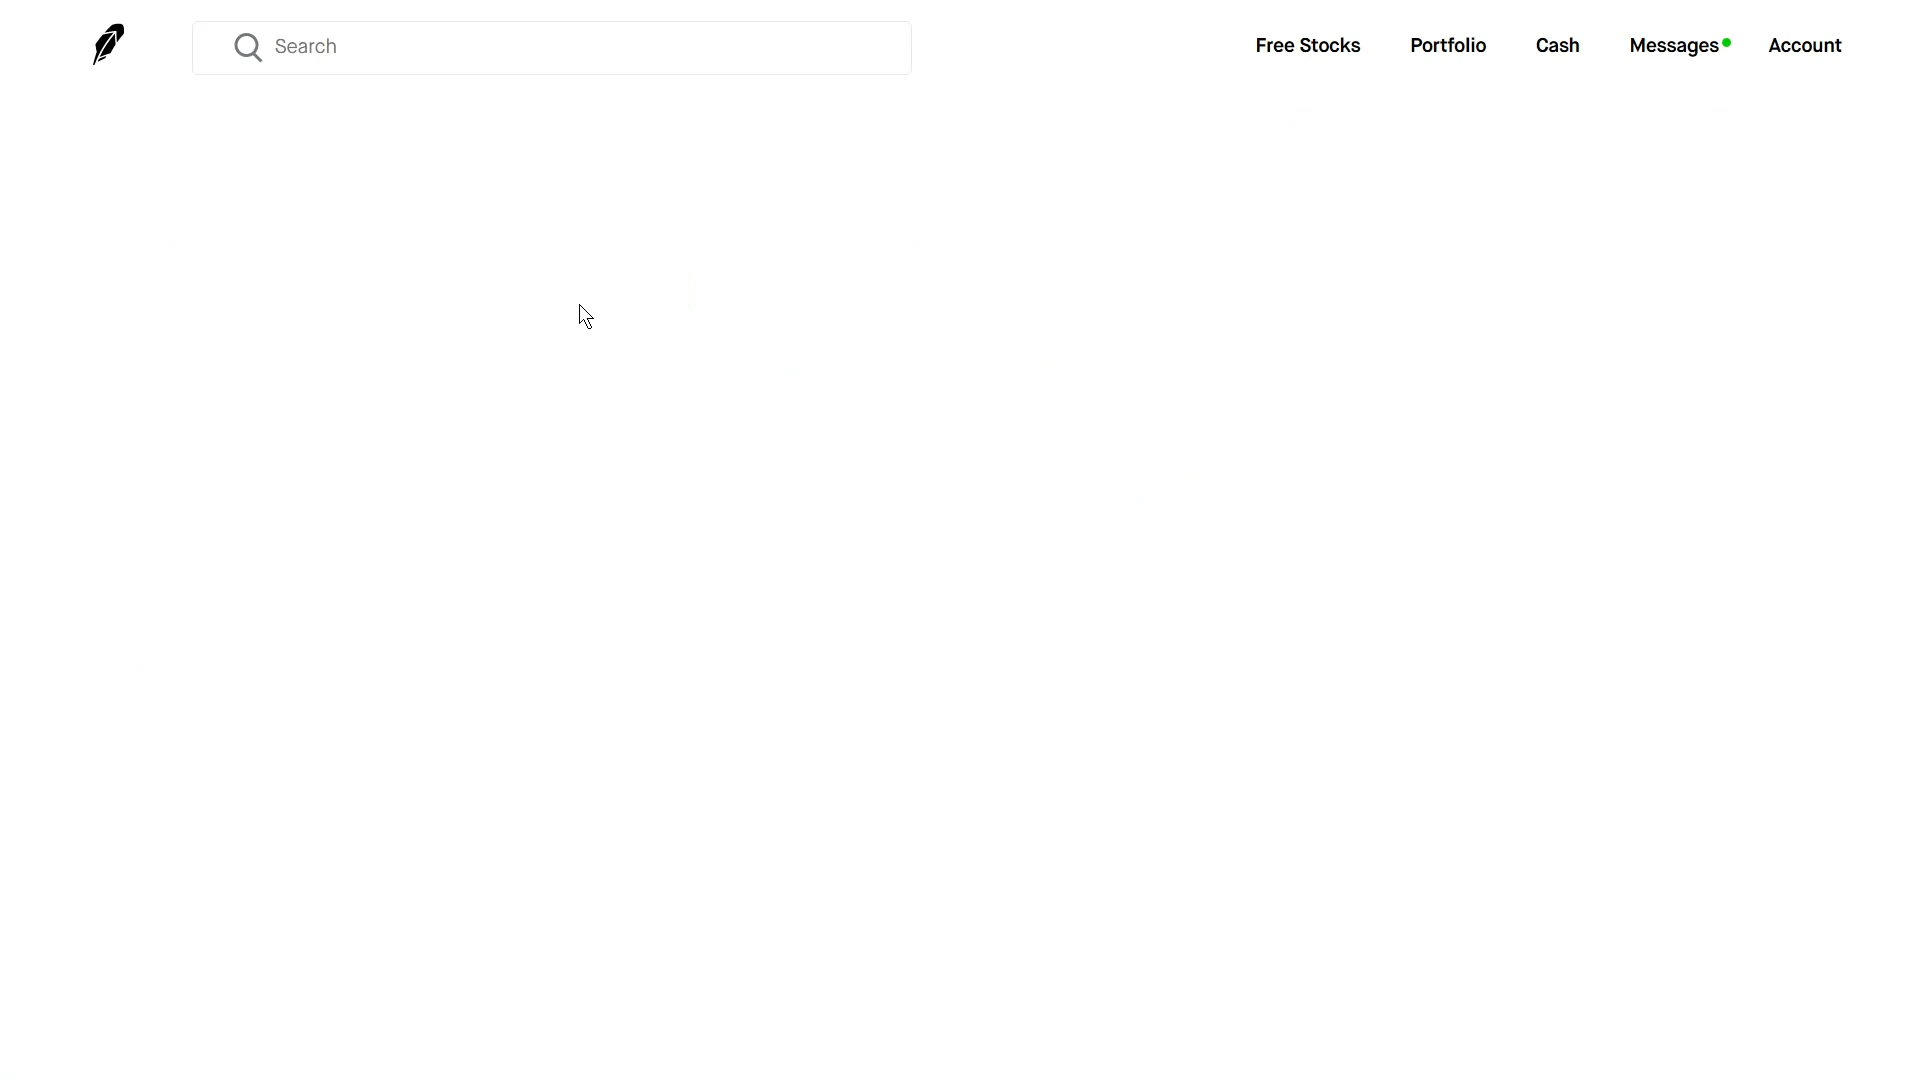 Search
Free Stocks
Portfolio
Cash
Messages
Account